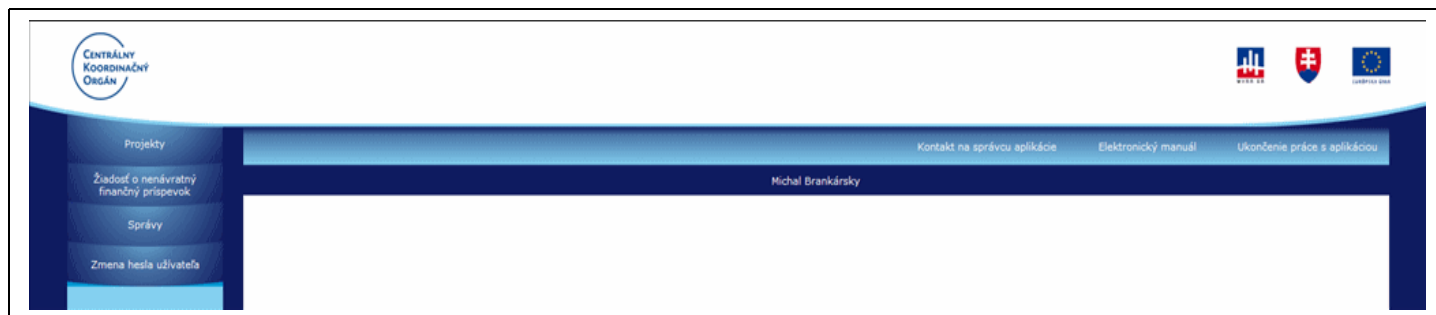 CENTRÁLNY
KOORDINAČNÝ
ORGÁN
Projekty
Kontakt na správcu aplikácie Elektronický manuál Ukončenie práce s aplikáciou
Žiadosť o nenávratný
finančný príspevok
Michal Brankársky
Správy
Zmena hesla užívateľa